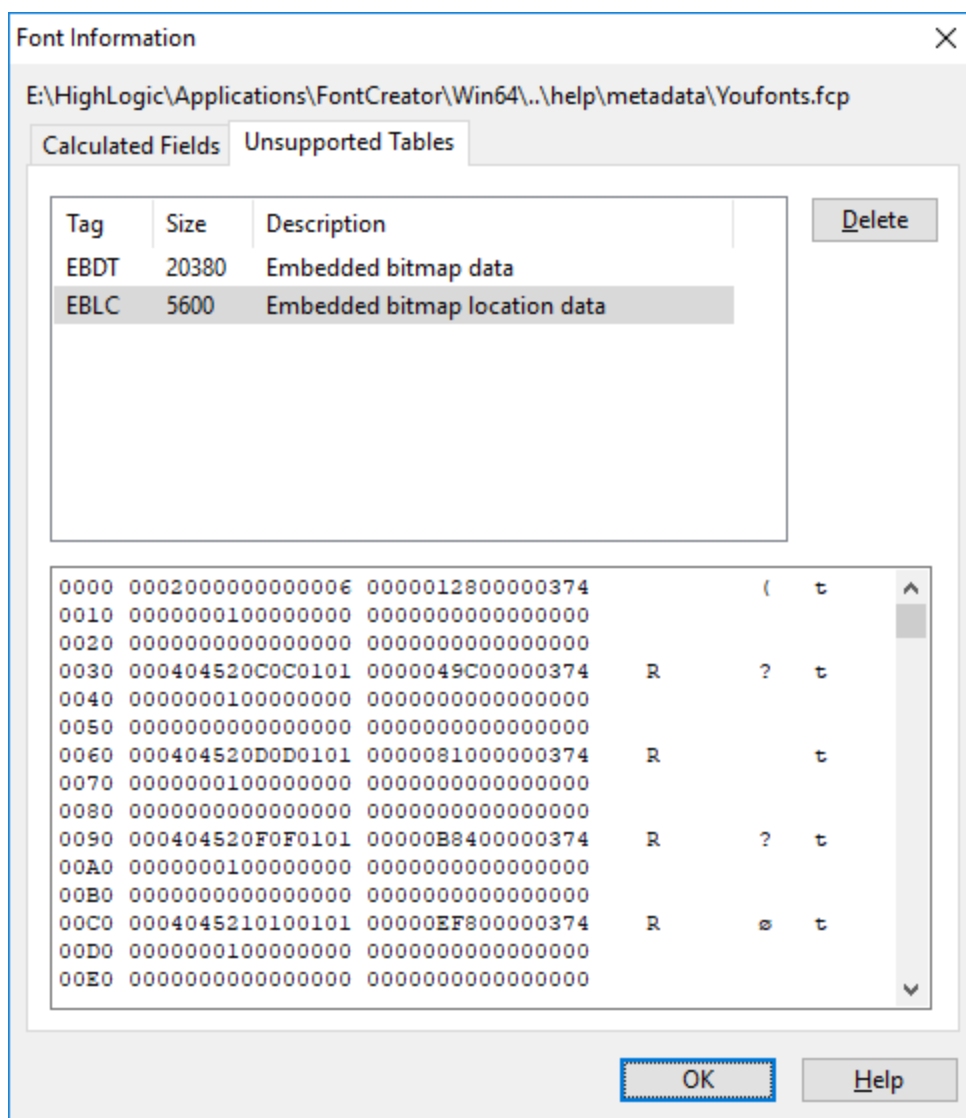 Font Information
E:\HighLogic\Applications\FontCreator\Win64\..\help\metadata\Youfonts.fcp
Calculated Fields Unsupported Tables
Tag Size Description
Delete
EBDT 20380 Embedded bitmap data
EBLC 5600 Embedded bitmap location data
0000 0002000000000006 0000012800000374 ( t
0010 0000000100000000 0000000000000000
0020 0000000000000000 0000000000000000
0030 000404520C0C0101 0000049C00000374 R ? t
0040 0000000100000000 0000000000000000
0050 0000000000000000 0000000000000000
0060 000404520D0D0101 0000081000000374 R t
0070 0000000100000000 0000000000000000
0080 0000000000000000 0000000000000000
0090 000404520F0F0101 00000B8400000374 R ? t
00A0 0000000100000000 0000000000000000
00B0 0000000000000000 0000000000000000
00C0 0004045210100101 00000EF800000374 R ø t
00D0 0000000100000000 0000000000000000
00E0 0000000000000000 0000000000000000
OK Help